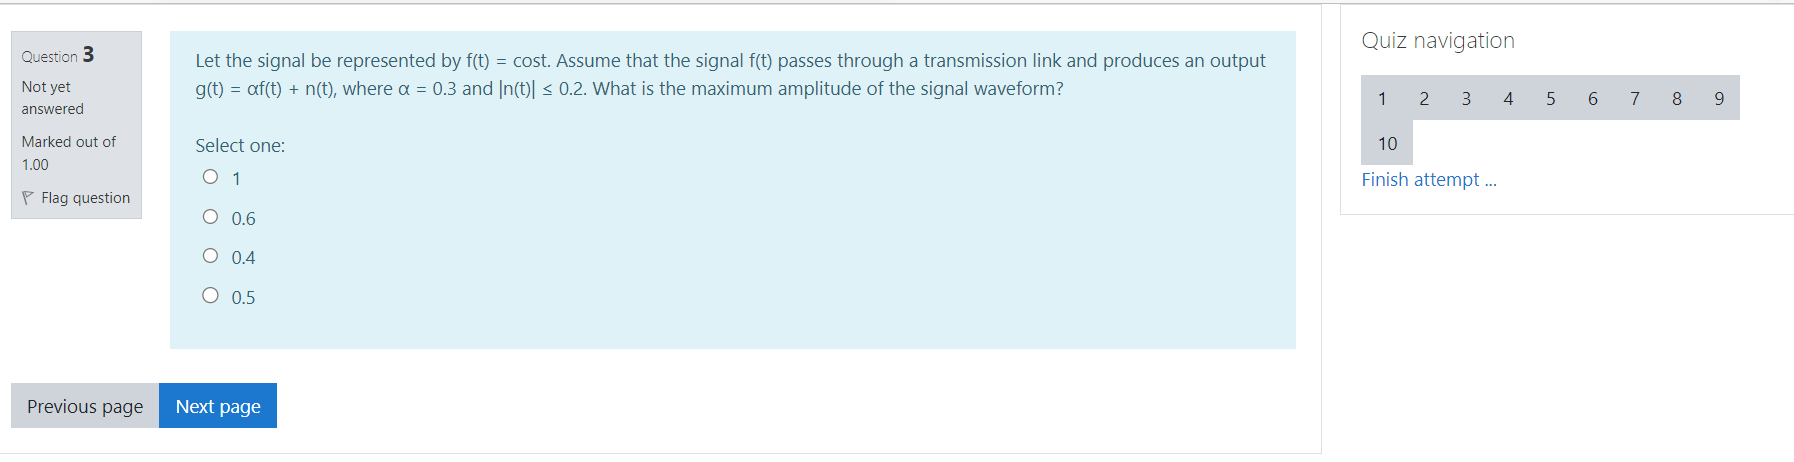 Question 3
Not yet
answered
Marked out of
1.00
Flag question
Let the signal be represented by f(t) = cost. Assume that the signal f(t) passes through a transmission link and produces an output
g(t) = αf(t) + n(t), where α = 0.3 and |n(t)| ≤ 0.2. What is the maximum amplitude of the signal waveform?
Select one:
1
0.6
0.4
0.5
Previous page
Next page
Quiz navigation
1 2 3 4 5 6 7 8 9
10
Finish attempt ...